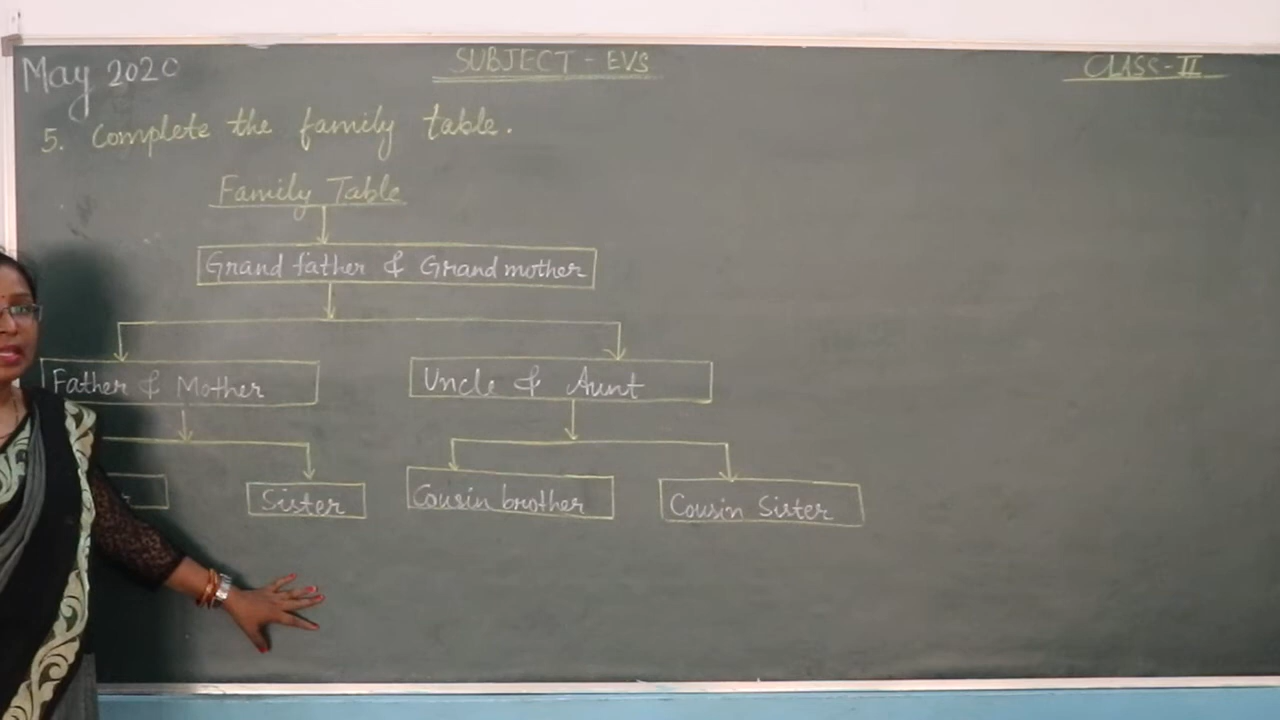 May 2020
SUBJECT - EVS
CLASS - II
5. Complete the family table.
Family Table
Grand father & Grand mother
Father & Mother
Uncle & Aunt
Sister
Cousin brother
Cousin Sister